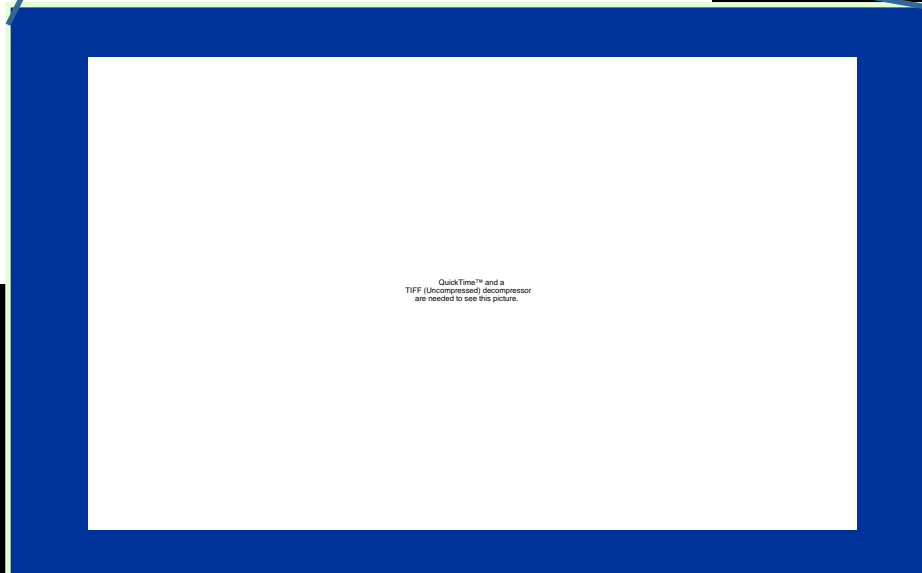 QuickTime™ and a
TIFF (Uncompressed) decompressor
are needed to see this picture.